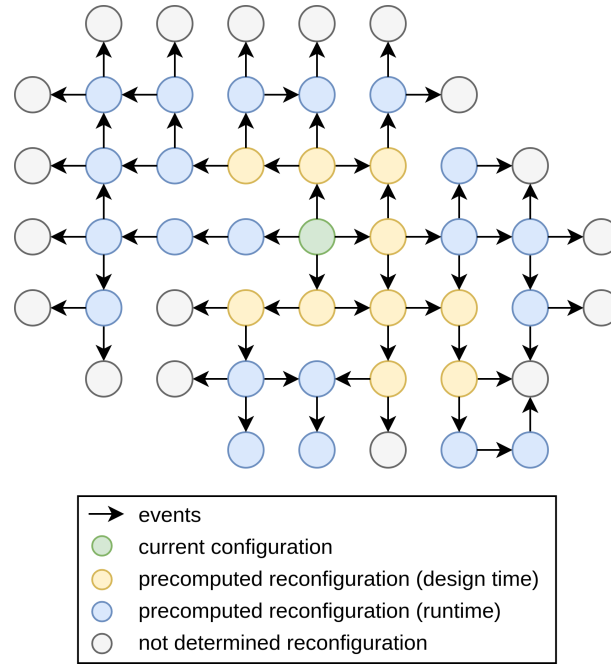 events
current configuration
precomputed reconfiguration (design time)
precomputed reconfiguration (runtime)
not determined reconfiguration